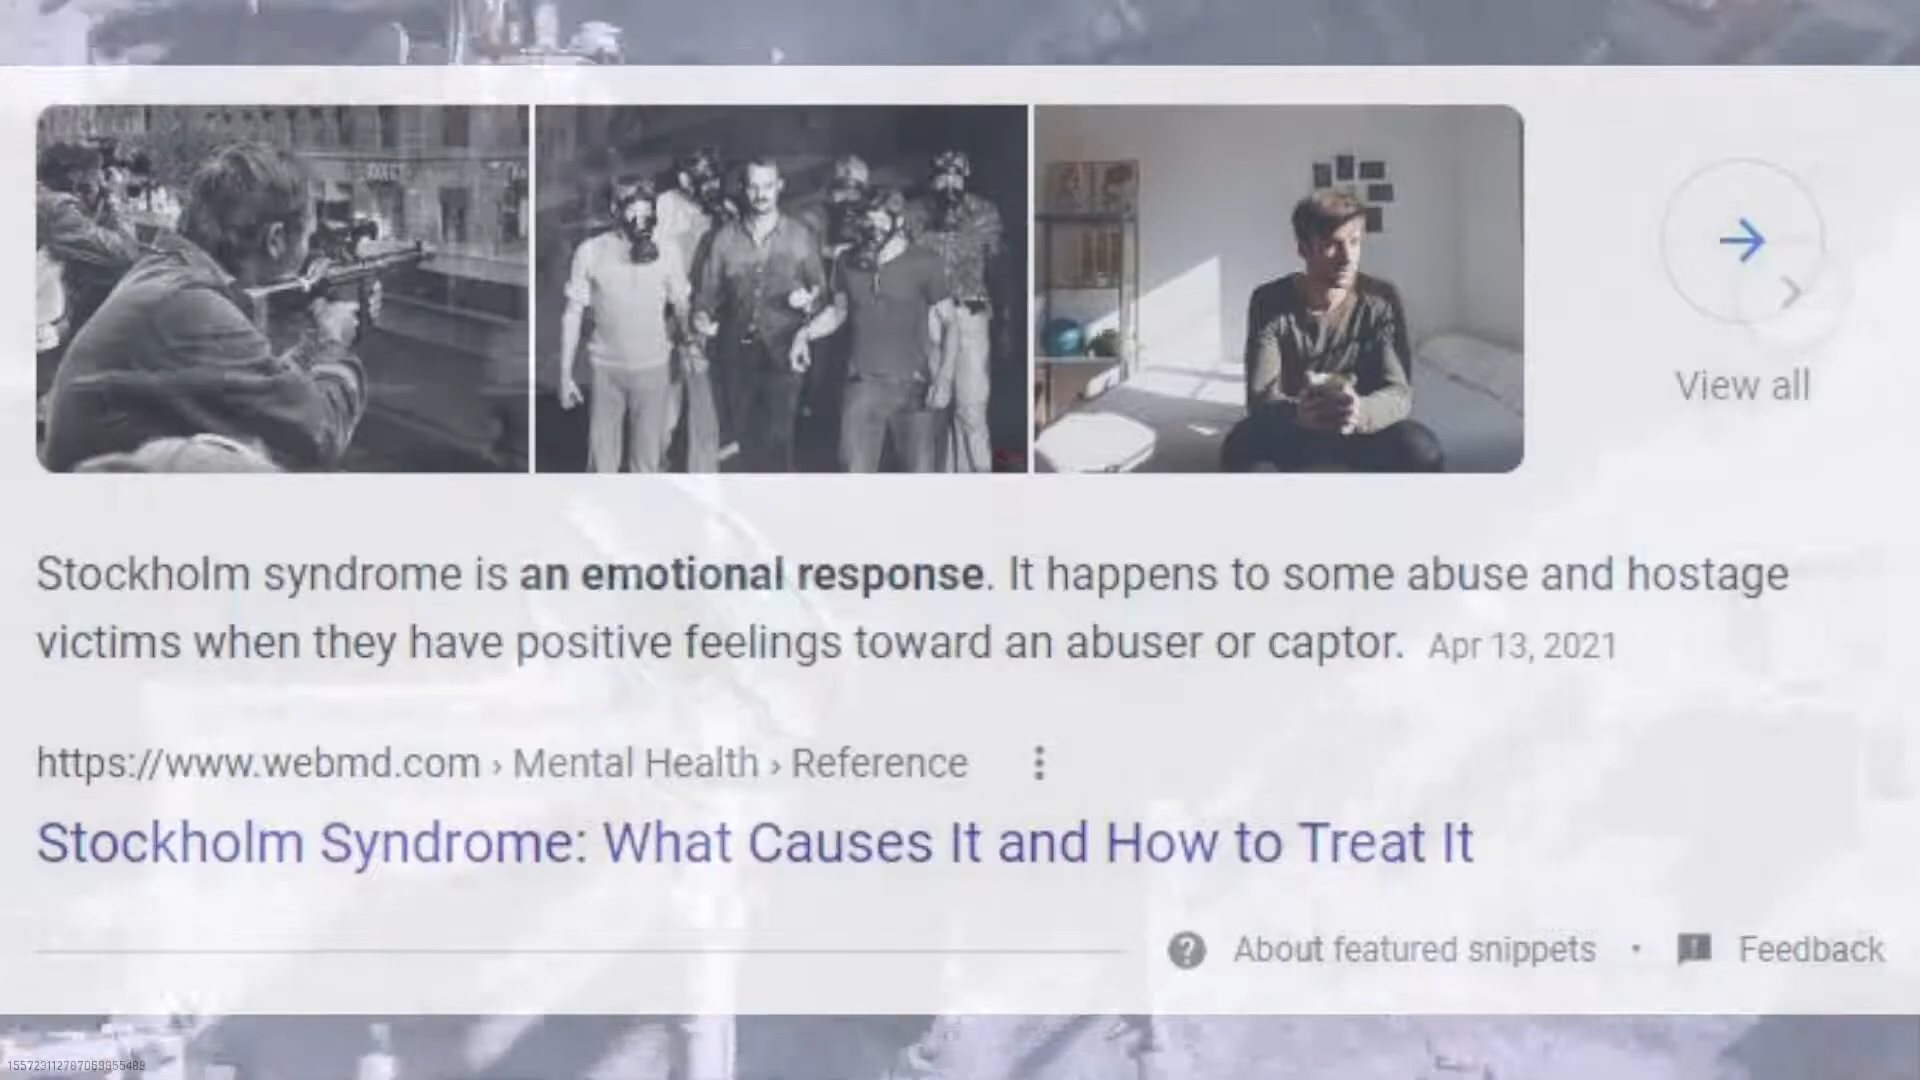 View all
Stockholm syndrome is an emotional response. It happens to some abuse and hostage
victims when they have positive feelings toward an abuser or captor. Apr 13, 2021
https://www.webmd.com › Mental Health › Reference
Stockholm Syndrome: What Causes It and How to Treat It
About featured snippets • Feedback